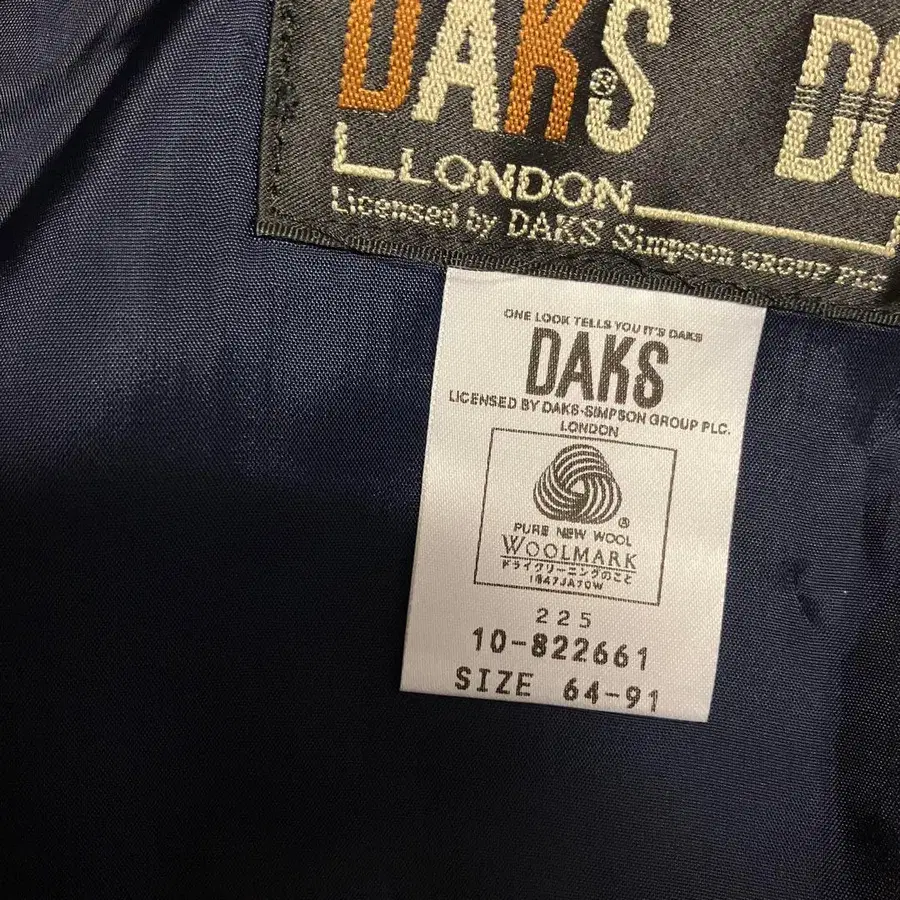 DAKS®
LONDON
Licensed by DAKS Simpson GROUP PLC
ONE LOOK TELLS YOU IT'S DAKS
DAKS
LICENSED BY DAKS-SIMPSON GROUP PLC.
LONDON
®
PURE NEW WOOL
WOOLMARK
ドライクリーニングのこと
1847JA70W
225
10-822661
SIZE 64-91